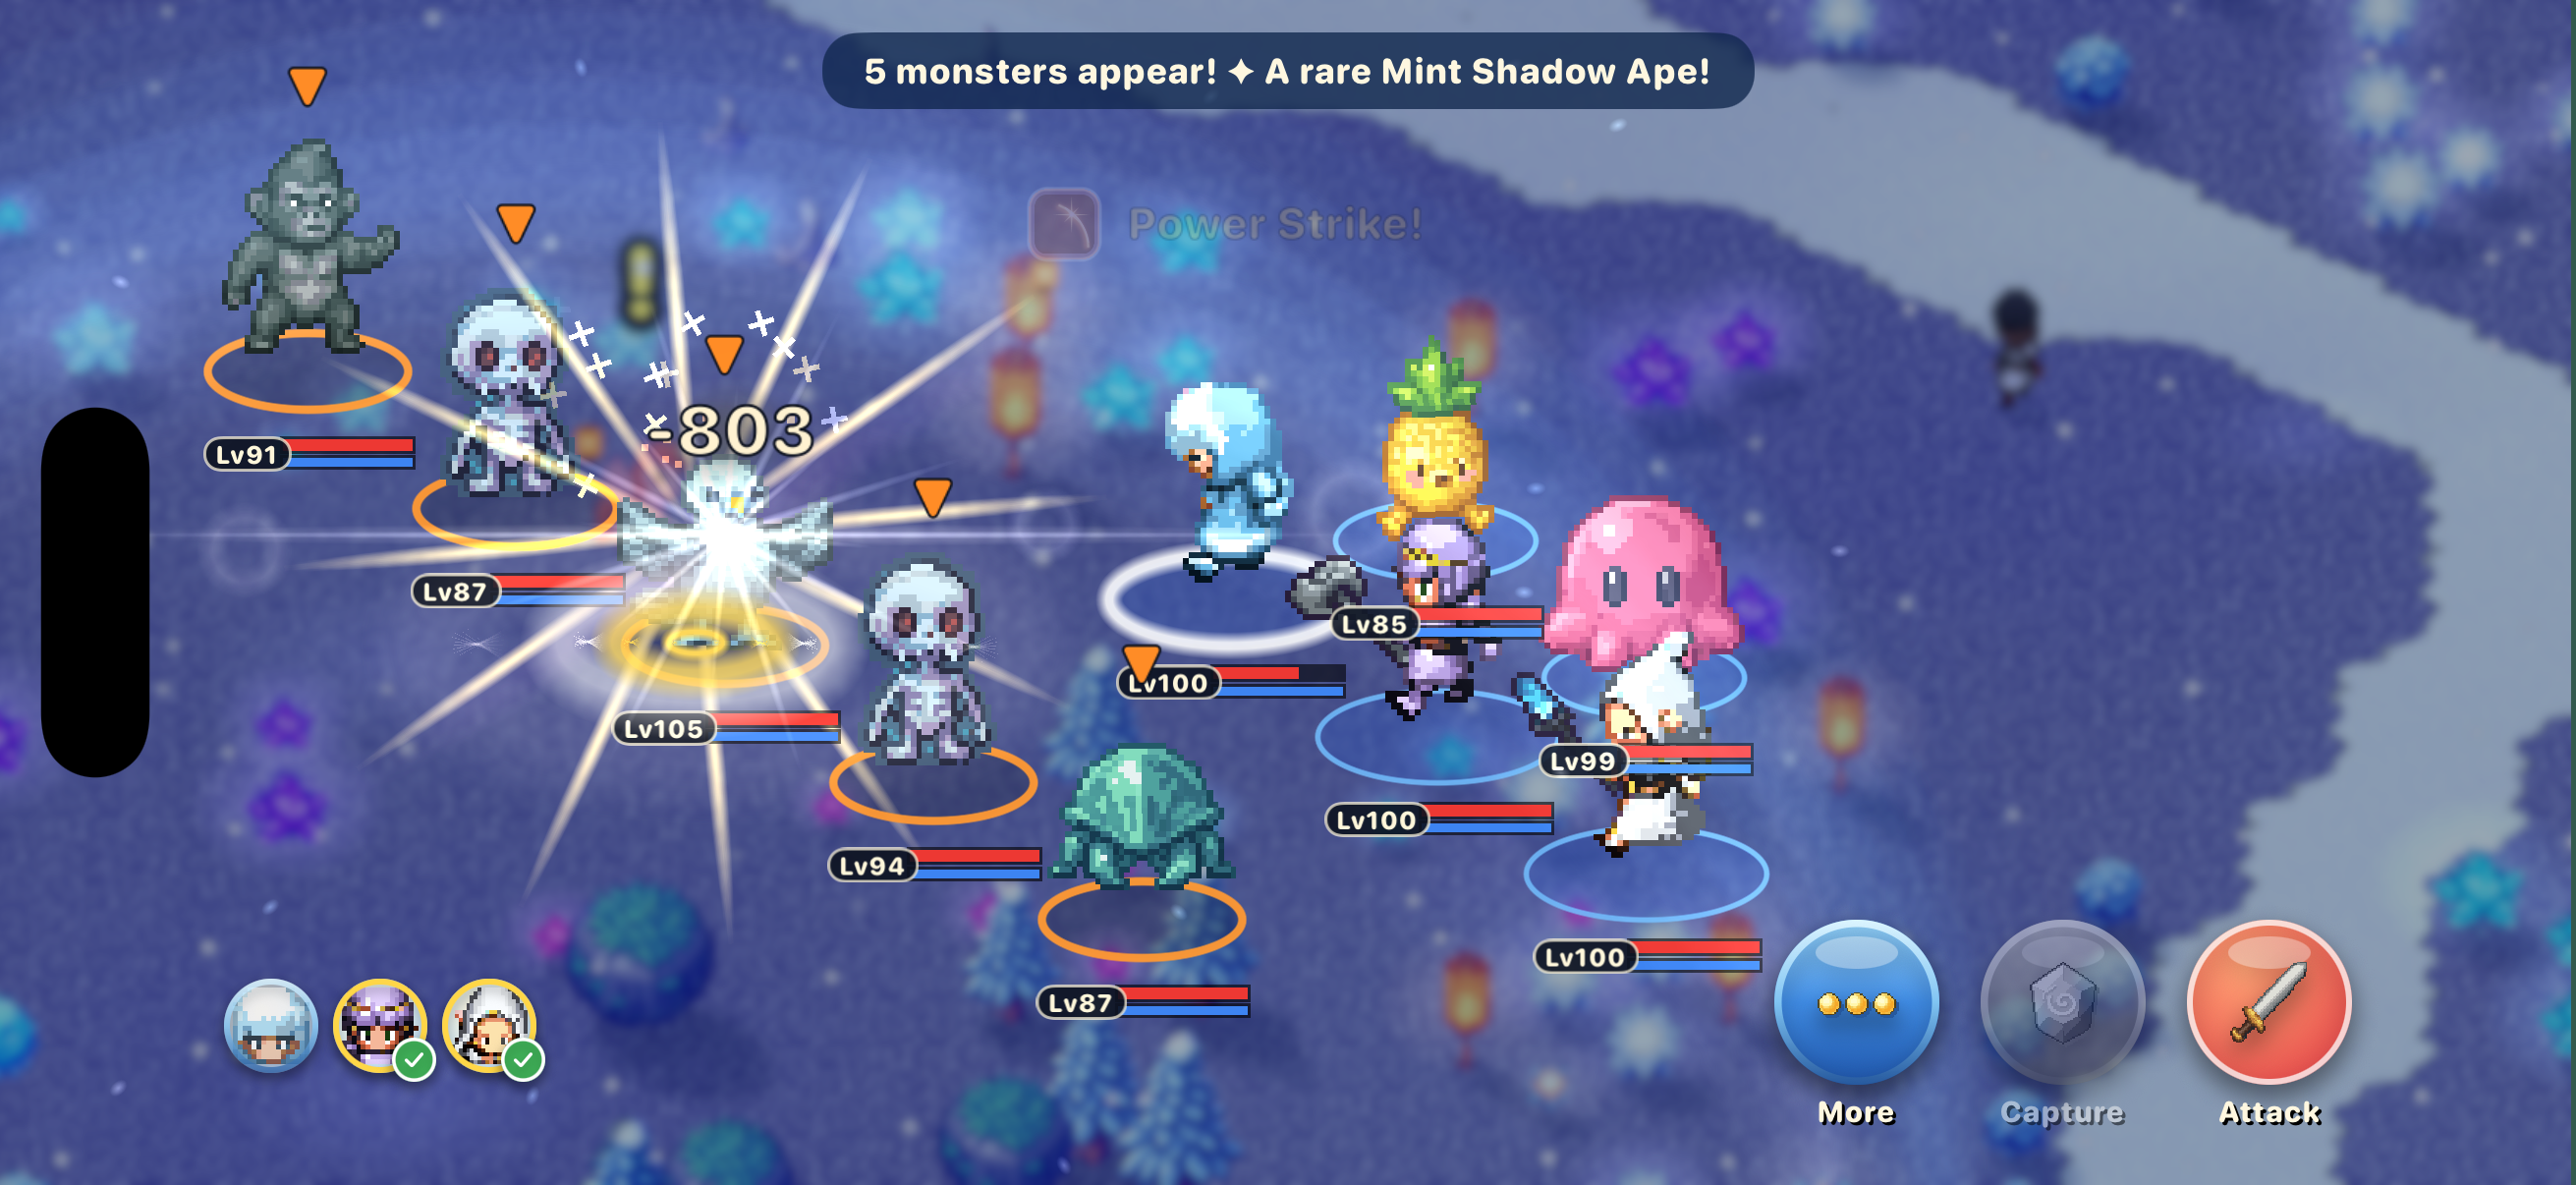 5 monsters appear! ✦ A rare Mint Shadow Ape!
Power Strike!
-803
Lv91
Lv87
Lv105
Lv94
Lv87
Lv100
Lv85
Lv100
Lv99
Lv100
More
Capture
Attack